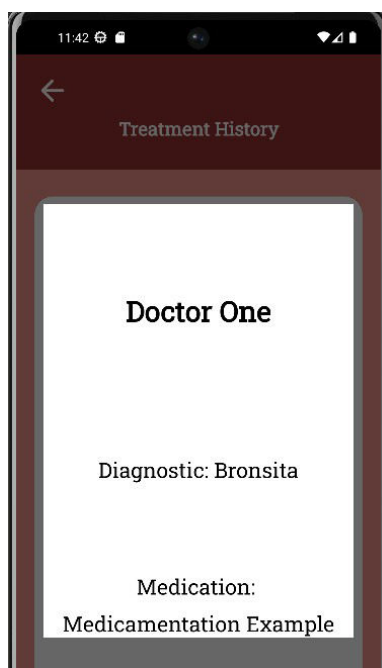 11:42
Treatment History
Doctor One
Diagnostic: Bronsita
Medication:
Medicamentation Example